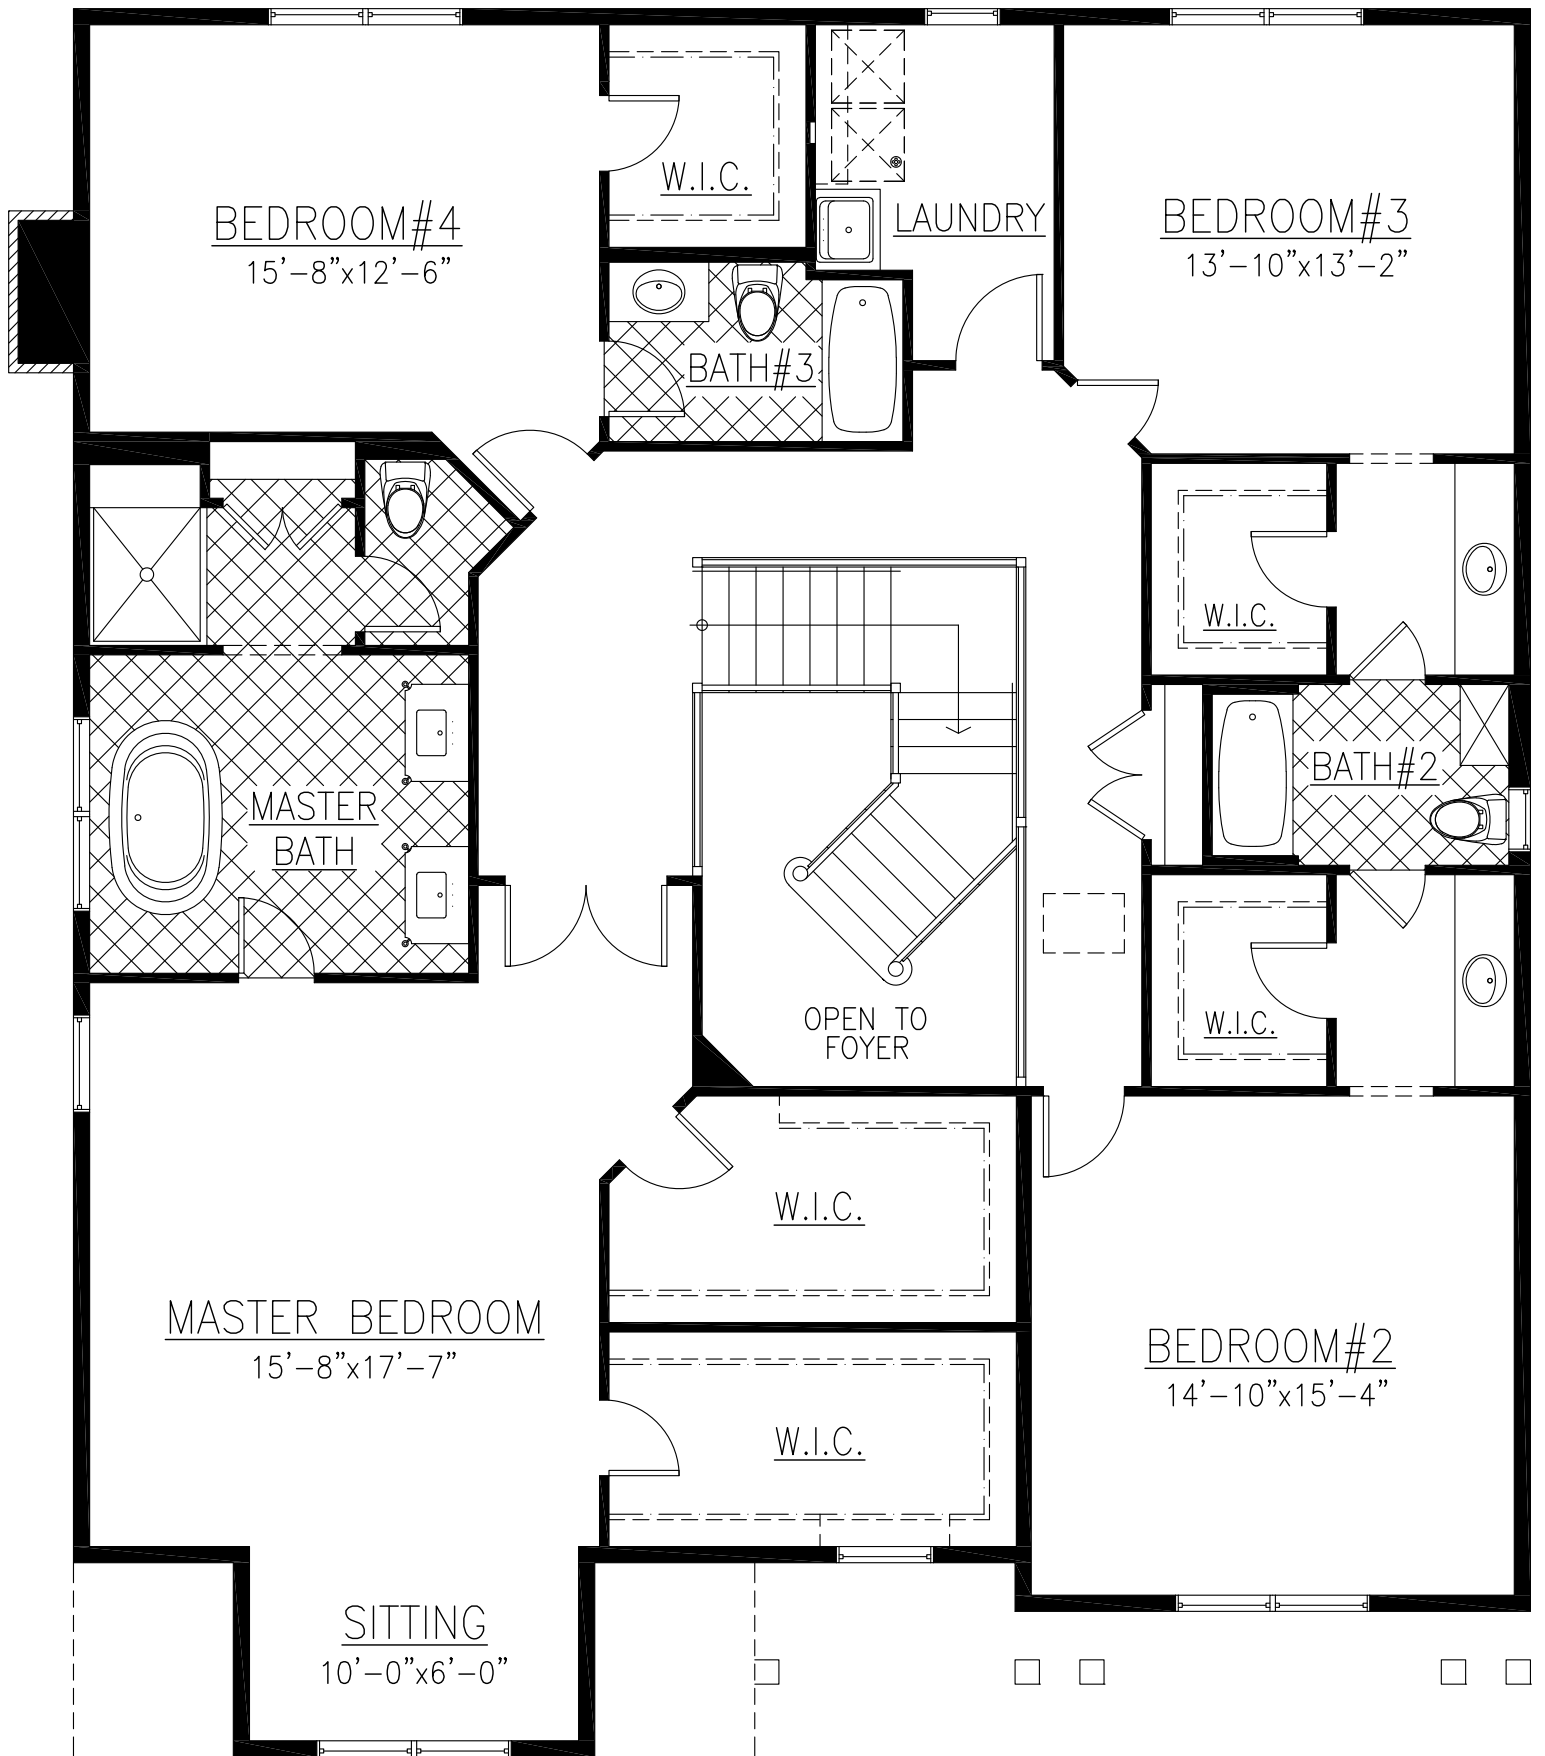 W.I.C.
BEDROOM#4
15'-8"x12'-6"
LAUNDRY
BEDROOM#3
13'-10"x13'-2"
BATH#3
W.I.C.
MASTER
BATH
BATH#2
OPEN TO
FOYER
W.I.C.
W.I.C.
MASTER BEDROOM
15'-8"x17'-7"
BEDROOM#2
14'-10"x15'-4"
W.I.C.
SITTING
10'-0"x6'-0"